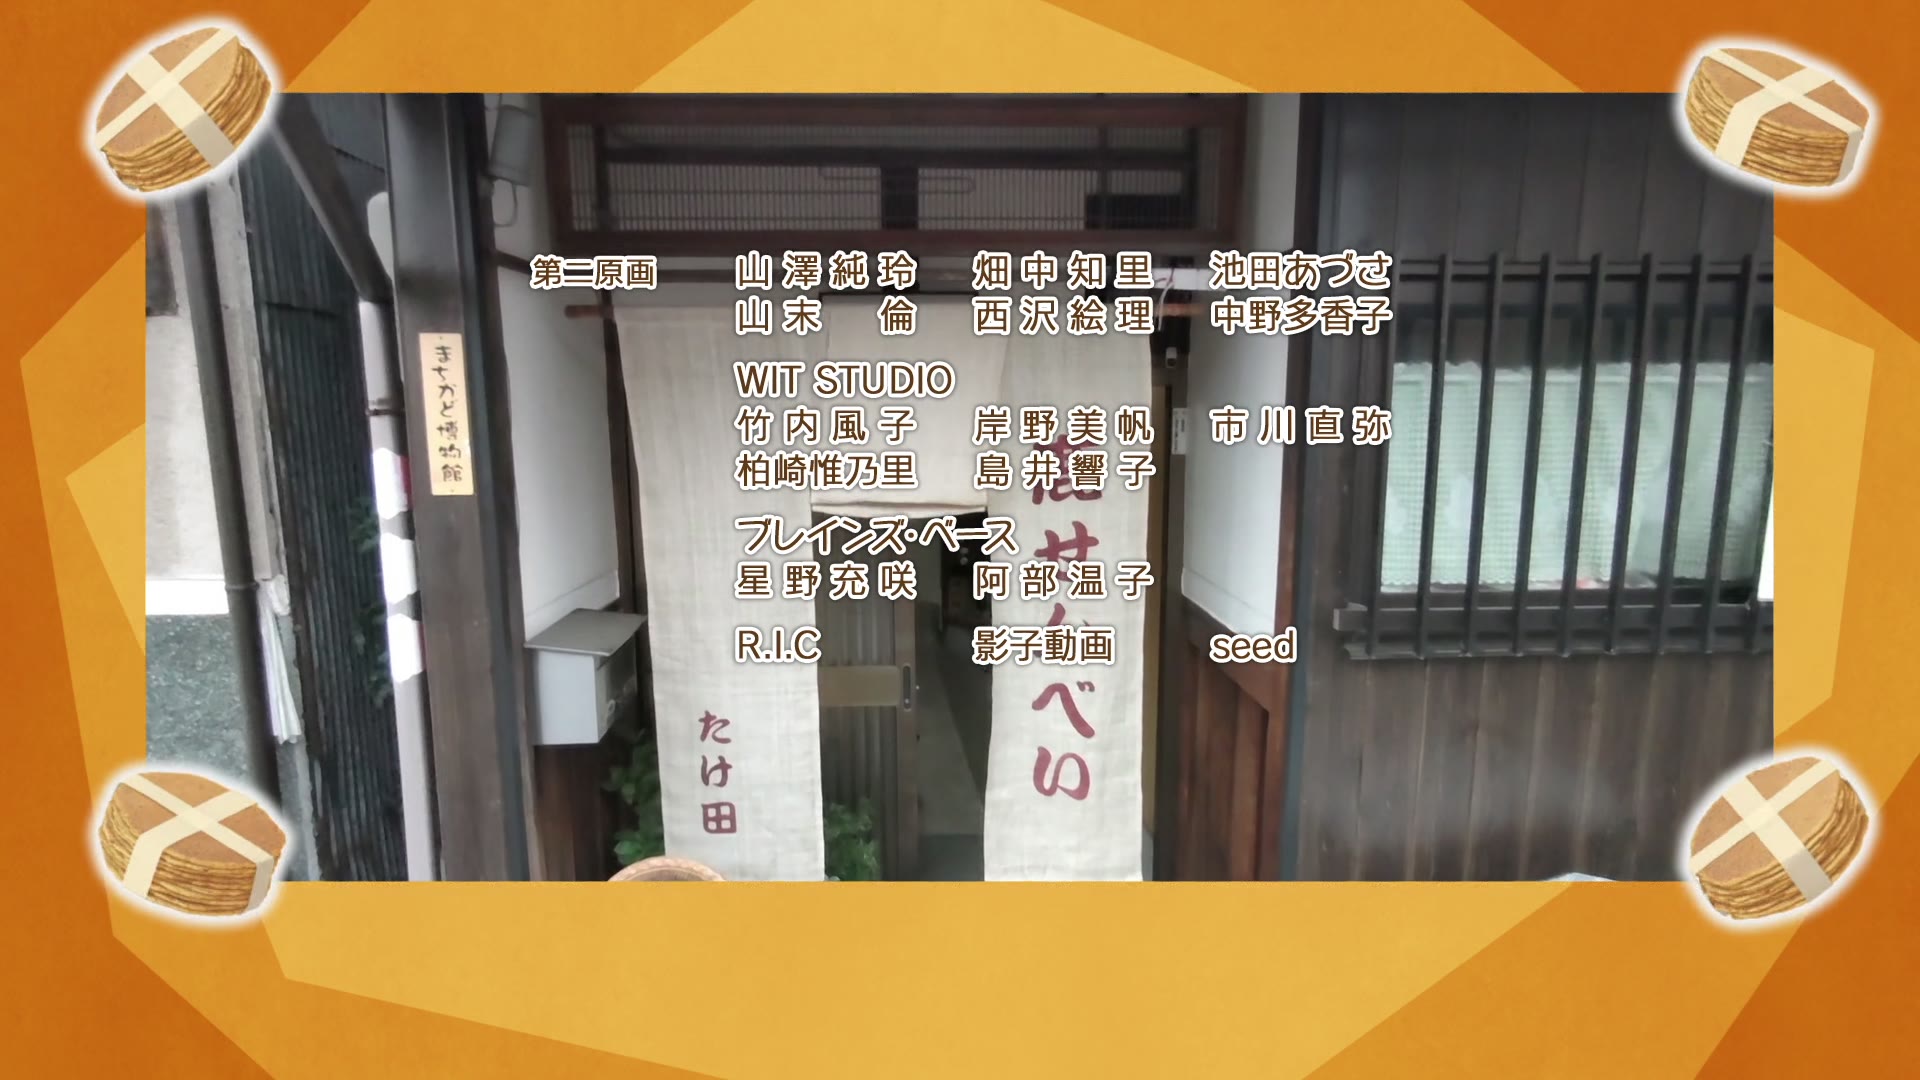 第二原画 山澤純玲 畑中知里 池田あづさ
山末 倫 西沢絵理 中野多香子
WIT STUDIO
竹内風子 岸野美帆 市川直弥
柏崎惟乃里 島井響子
ブレインズ・ベース
星野充咲 阿部温子
R.I.C 影子動画 seed
まちかど博物館
鹿せんべい
たけ田